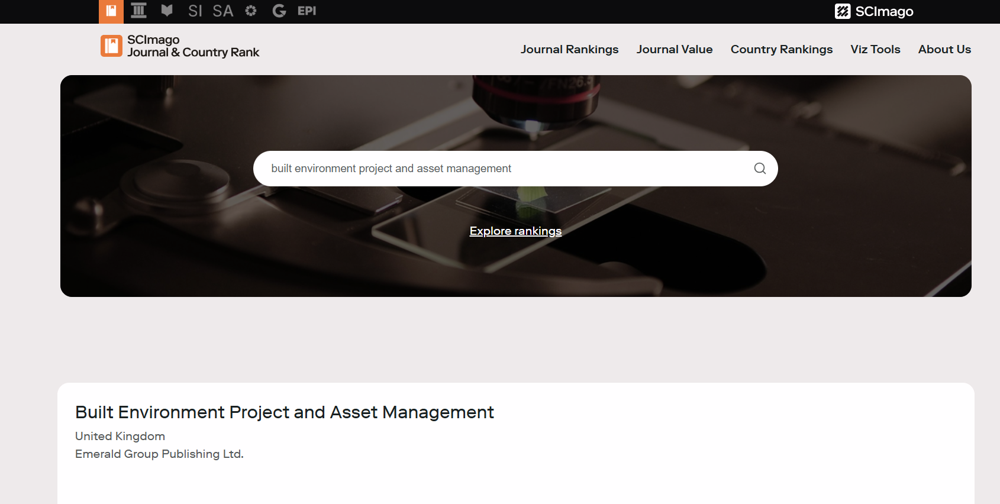 SI SA G EPI
SCImago
SCImago
Journal & Country Rank
Journal Rankings Journal Value Country Rankings Viz Tools About Us
built environment project and asset management
Explore rankings
Built Environment Project and Asset Management
United Kingdom
Emerald Group Publishing Ltd.